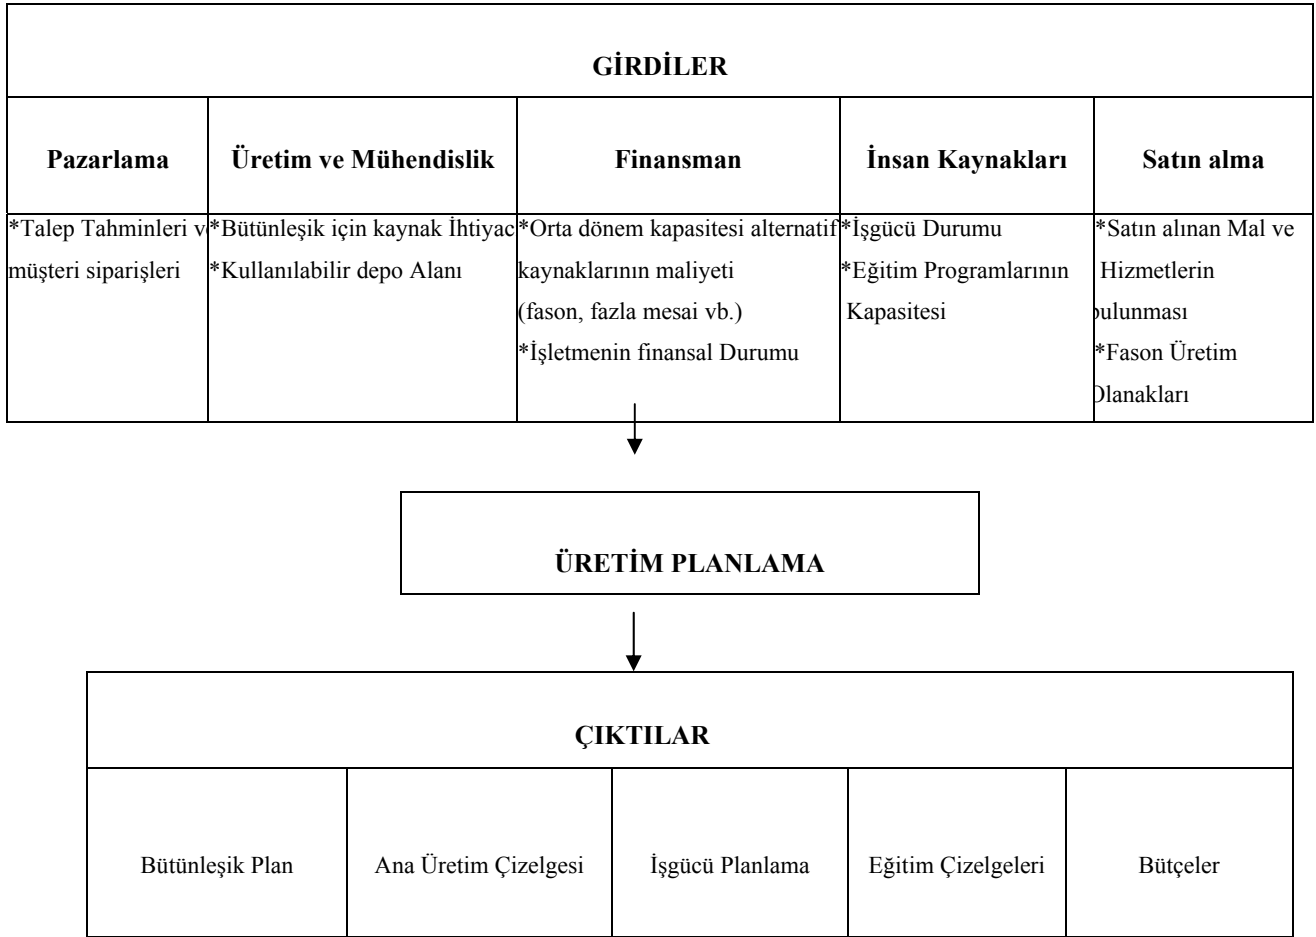 GİRDİLER
Pazarlama
Üretim ve Mühendislik
Finansman
İnsan Kaynakları
Satın alma
*Talep Tahminleri v
müşteri siparişleri
*Bütünleşik için kaynak İhtiyac
*Kullanılabilir depo Alanı
*Orta dönem kapasitesi alternatif
kaynaklarının maliyeti
(fason, fazla mesai vb.)
*İşletmenin finansal Durumu
*İşgücü Durumu
*Eğitim Programlarının
Kapasitesi
*Satın alınan Mal ve
Hizmetlerin
bulunması
*Fason Üretim
Olanakları
ÜRETİM PLANLAMA
ÇIKTILAR
Bütünleşik Plan
Ana Üretim Çizelgesi
İşgücü Planlama
Eğitim Çizelgeleri
Bütçeler